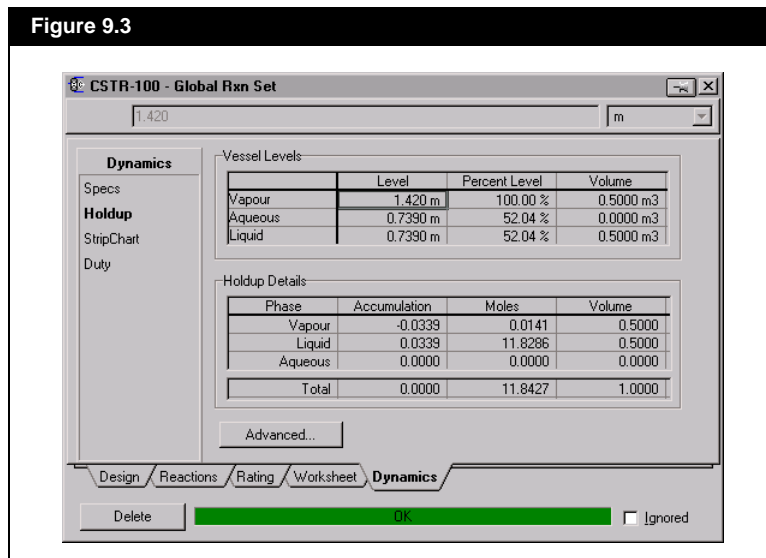 Figure 9.3
CSTR-100 - Global Rxn Set
1.420 m
Dynamics
Specs
Holdup
StripChart
Duty
Vessel Levels
Level Percent Level Volume
Vapour 1.420 m 100.00 % 0.5000 m3
Aqueous 0.7390 m 52.04 % 0.0000 m3
Liquid 0.7390 m 52.04 % 0.5000 m3
Holdup Details
Phase Accumulation Moles Volume
Vapour -0.0339 0.0141 0.5000
Liquid 0.0339 11.8286 0.5000
Aqueous 0.0000 0.0000 0.0000
Total 0.0000 11.8427 1.0000
Advanced...
Design Reactions Rating Worksheet Dynamics
Delete OK Ignored